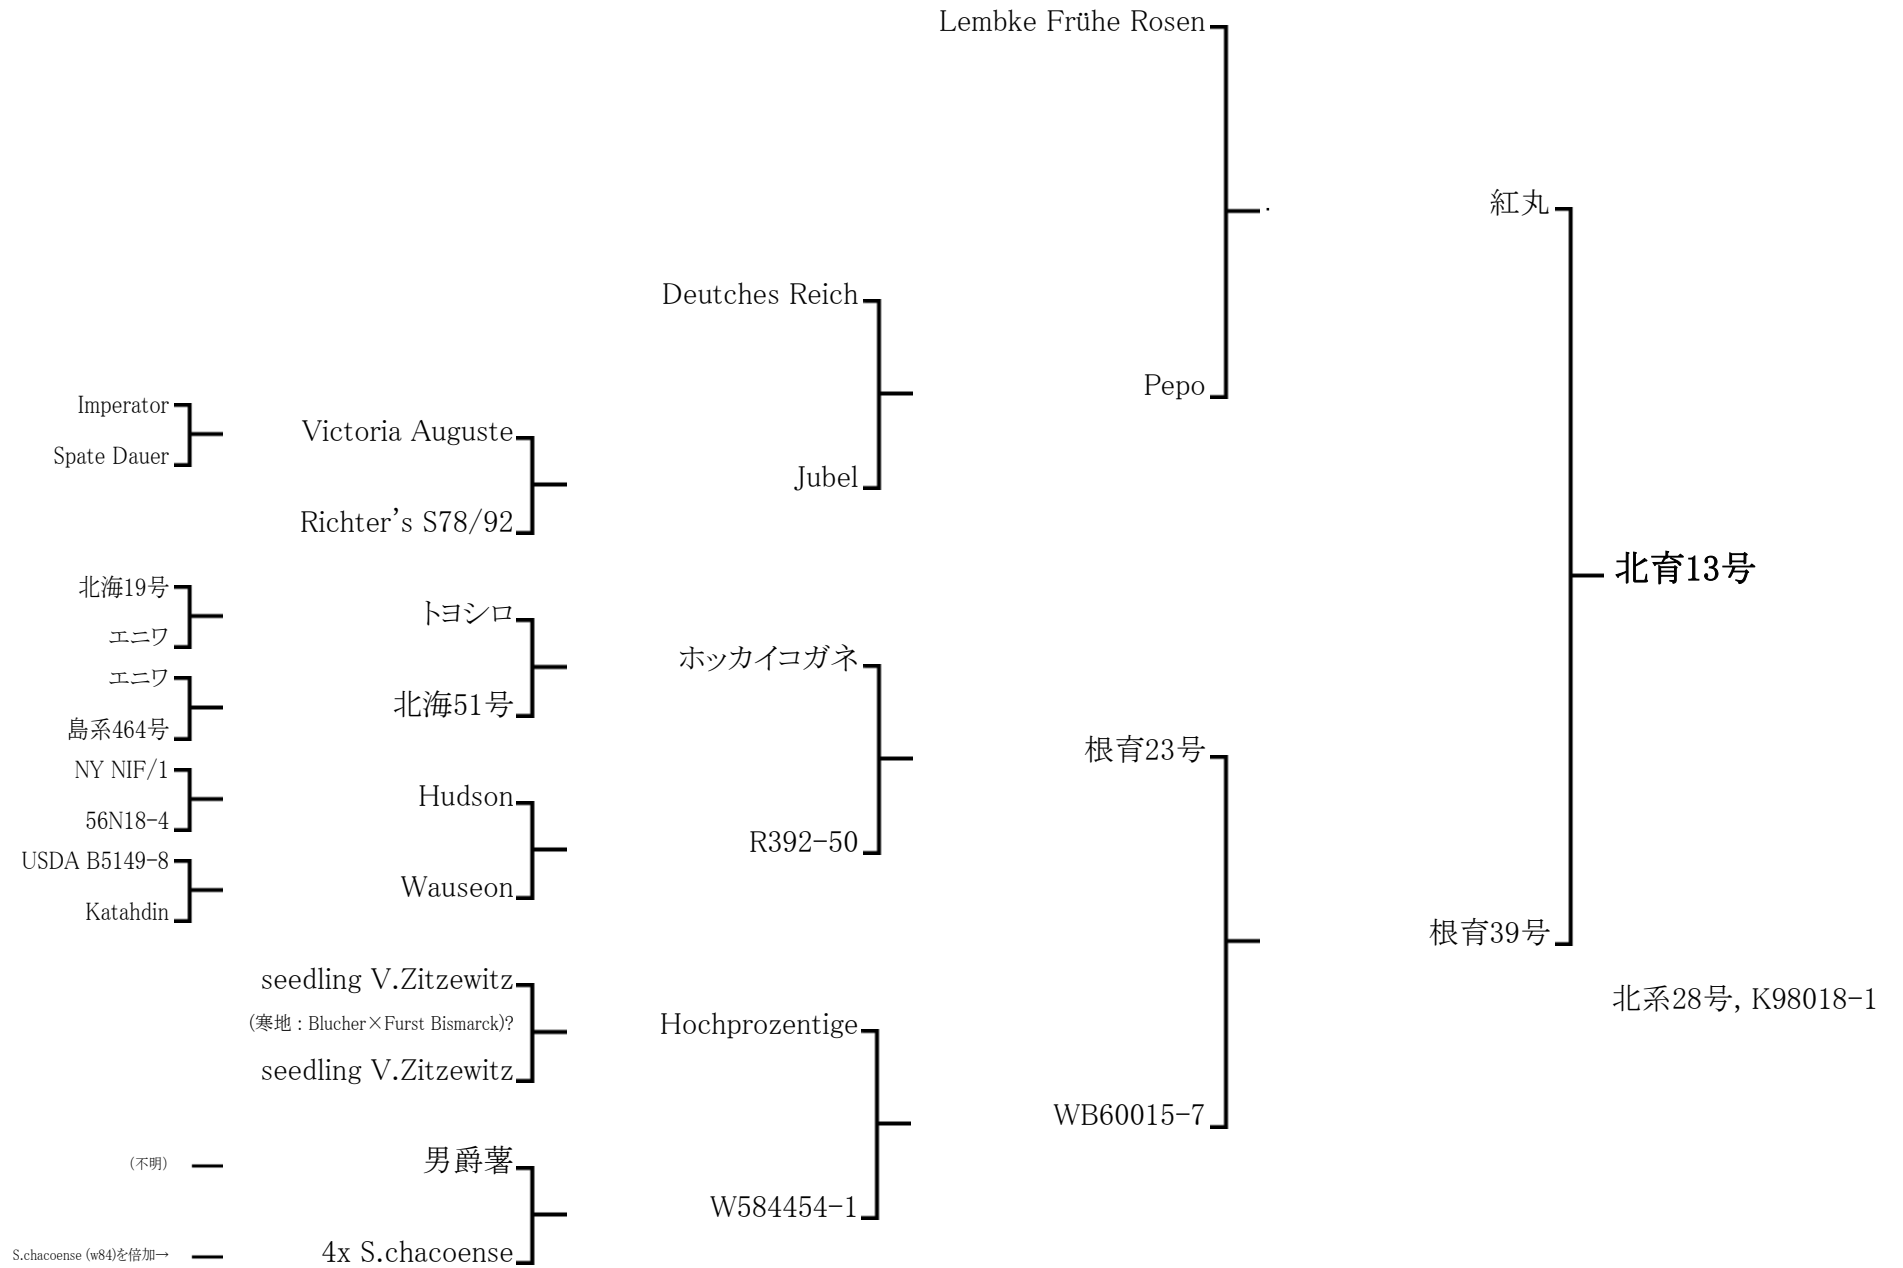 Lembke Frühe Rosen
紅丸
Deutches Reich
Pepo
Imperator
Victoria Auguste
Spate Dauer
Jubel
Richter's S78/92
北育13号
北海19号
トヨシロ
エニワ
ホッカイコガネ
エニワ
北海51号
島系464号
根育23号
NY NIF/1
Hudson
56N18-4
R392-50
USDA B5149-8
Wauseon
Katahdin
根育39号
seedling V.Zitzewitz
北系28号, K98018-1
(寒地 : Blucher×Furst Bismarck)?
Hochprozentige
seedling V.Zitzewitz
WB60015-7
(不明)
男爵薯
W584454-1
S.chacoense (w84)を倍加→
4x S.chacoense